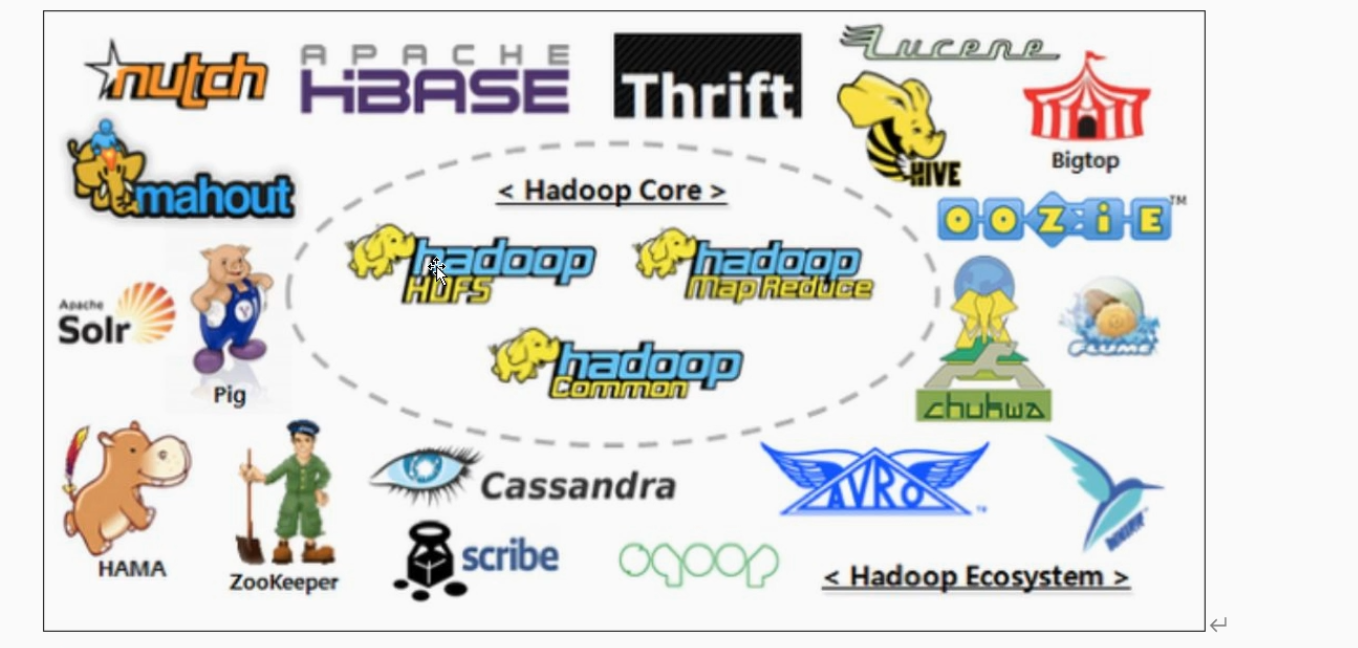 nutch
APACHE
HBASE
Thrift
Lucene
HIVE
Bigtop
mahout
< Hadoop Core >
OOZiE™
hadoop
HDFS
hadoop
Map Reduce
Apache
Solr
Pig
hadoop
Common
FLUME
chukwa
HAMA
ZooKeeper
Cassandra
AVRO
scribe
sqoop
< Hadoop Ecosystem >